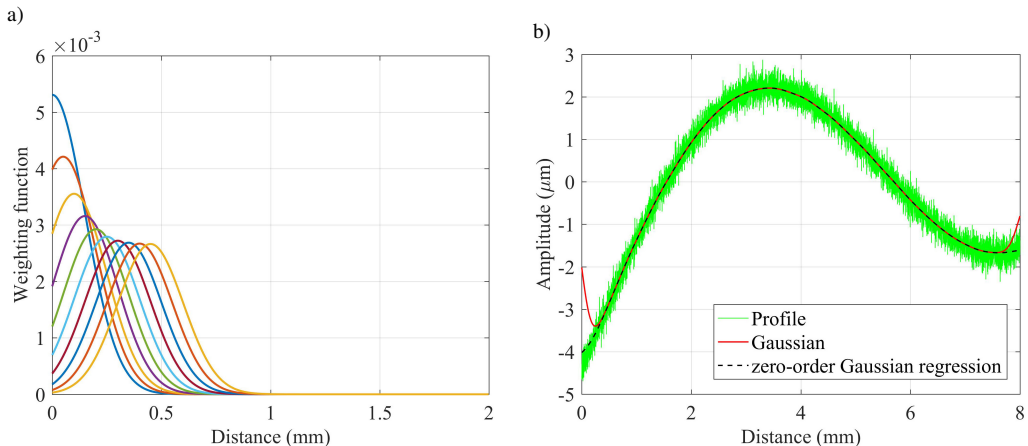 a)
×10⁻³
6
5
4
3
2
1
0
0 0.5 1 1.5 2
Weighting function
Distance (mm)
b)
3
2
1
0
-1
-2
-3
-4
-5
0 2 4 6 8
Amplitude (μm)
Distance (mm)
Profile
Gaussian
zero-order Gaussian regression